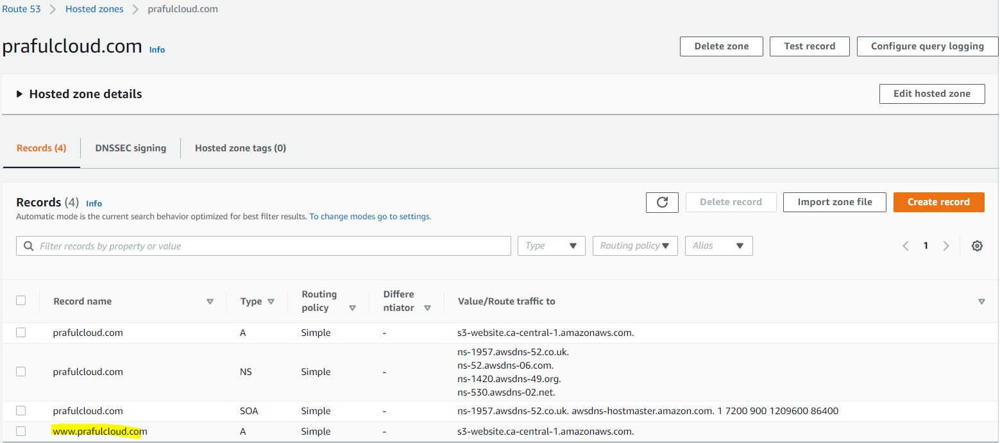 Route 53 > Hosted zones > prafulcloud.com
prafulcloud.com Info
Delete zone Test record Configure query logging
Hosted zone details
Edit hosted zone
Records (4) DNSSEC signing Hosted zone tags (0)
Records (4) Info
Delete record Import zone file Create record
Automatic mode is the current search behavior optimized for best filter results. To change modes go to settings.
Filter records by property or value Type Routing policy Alias
1
Record name Type Routing policy Differentiator Value/Route traffic to
prafulcloud.com A Simple - s3-website.ca-central-1.amazonaws.com.
prafulcloud.com NS Simple - ns-1957.awsdns-52.co.uk.
ns-52.awsdns-06.com.
ns-1420.awsdns-49.org.
ns-530.awsdns-02.net.
prafulcloud.com SOA Simple - ns-1957.awsdns-52.co.uk. awsdns-hostmaster.amazon.com. 1 7200 900 1209600 86400
www.prafulcloud.com A Simple - s3-website.ca-central-1.amazonaws.com.